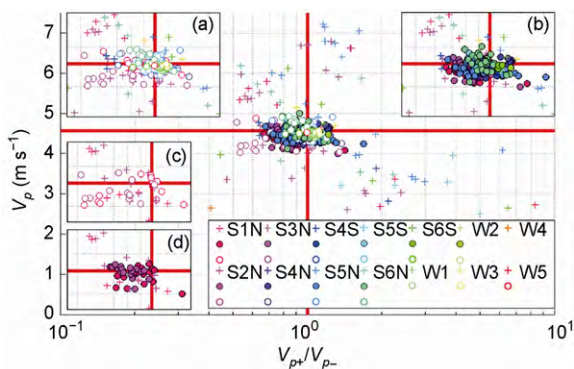 (a)
(b)
7
6
5
4
3
2
1
0
V_p (m s⁻¹)
(c)
(d)
S1N S3N S4S S5S S6S W2 W4
S2N S4N S5N S6N W1 W3 W5
10⁻¹ 10⁰ 10¹
V_p+/V_p−